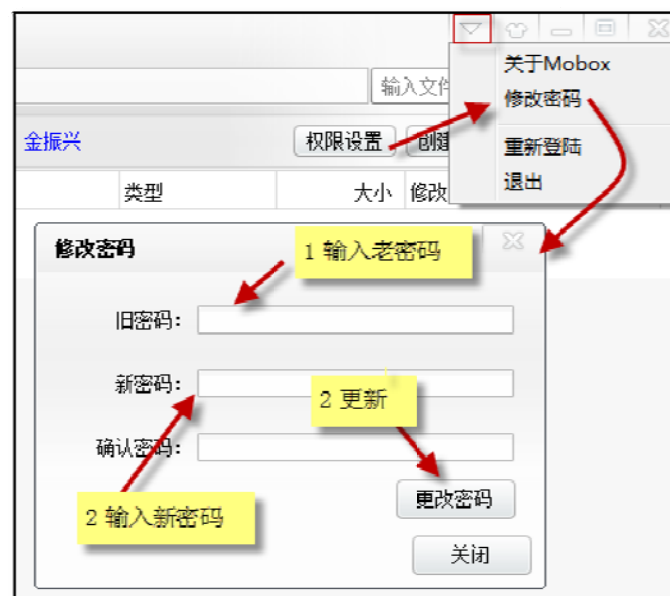 关于Mobox
输入文件
修改密码
金振兴
权限设置
创建
重新登陆
退出
类型
大小
修改
修改密码
1 输入老密码
旧密码:
新密码:
2 更新
确认密码:
2 输入新密码
更改密码
关闭